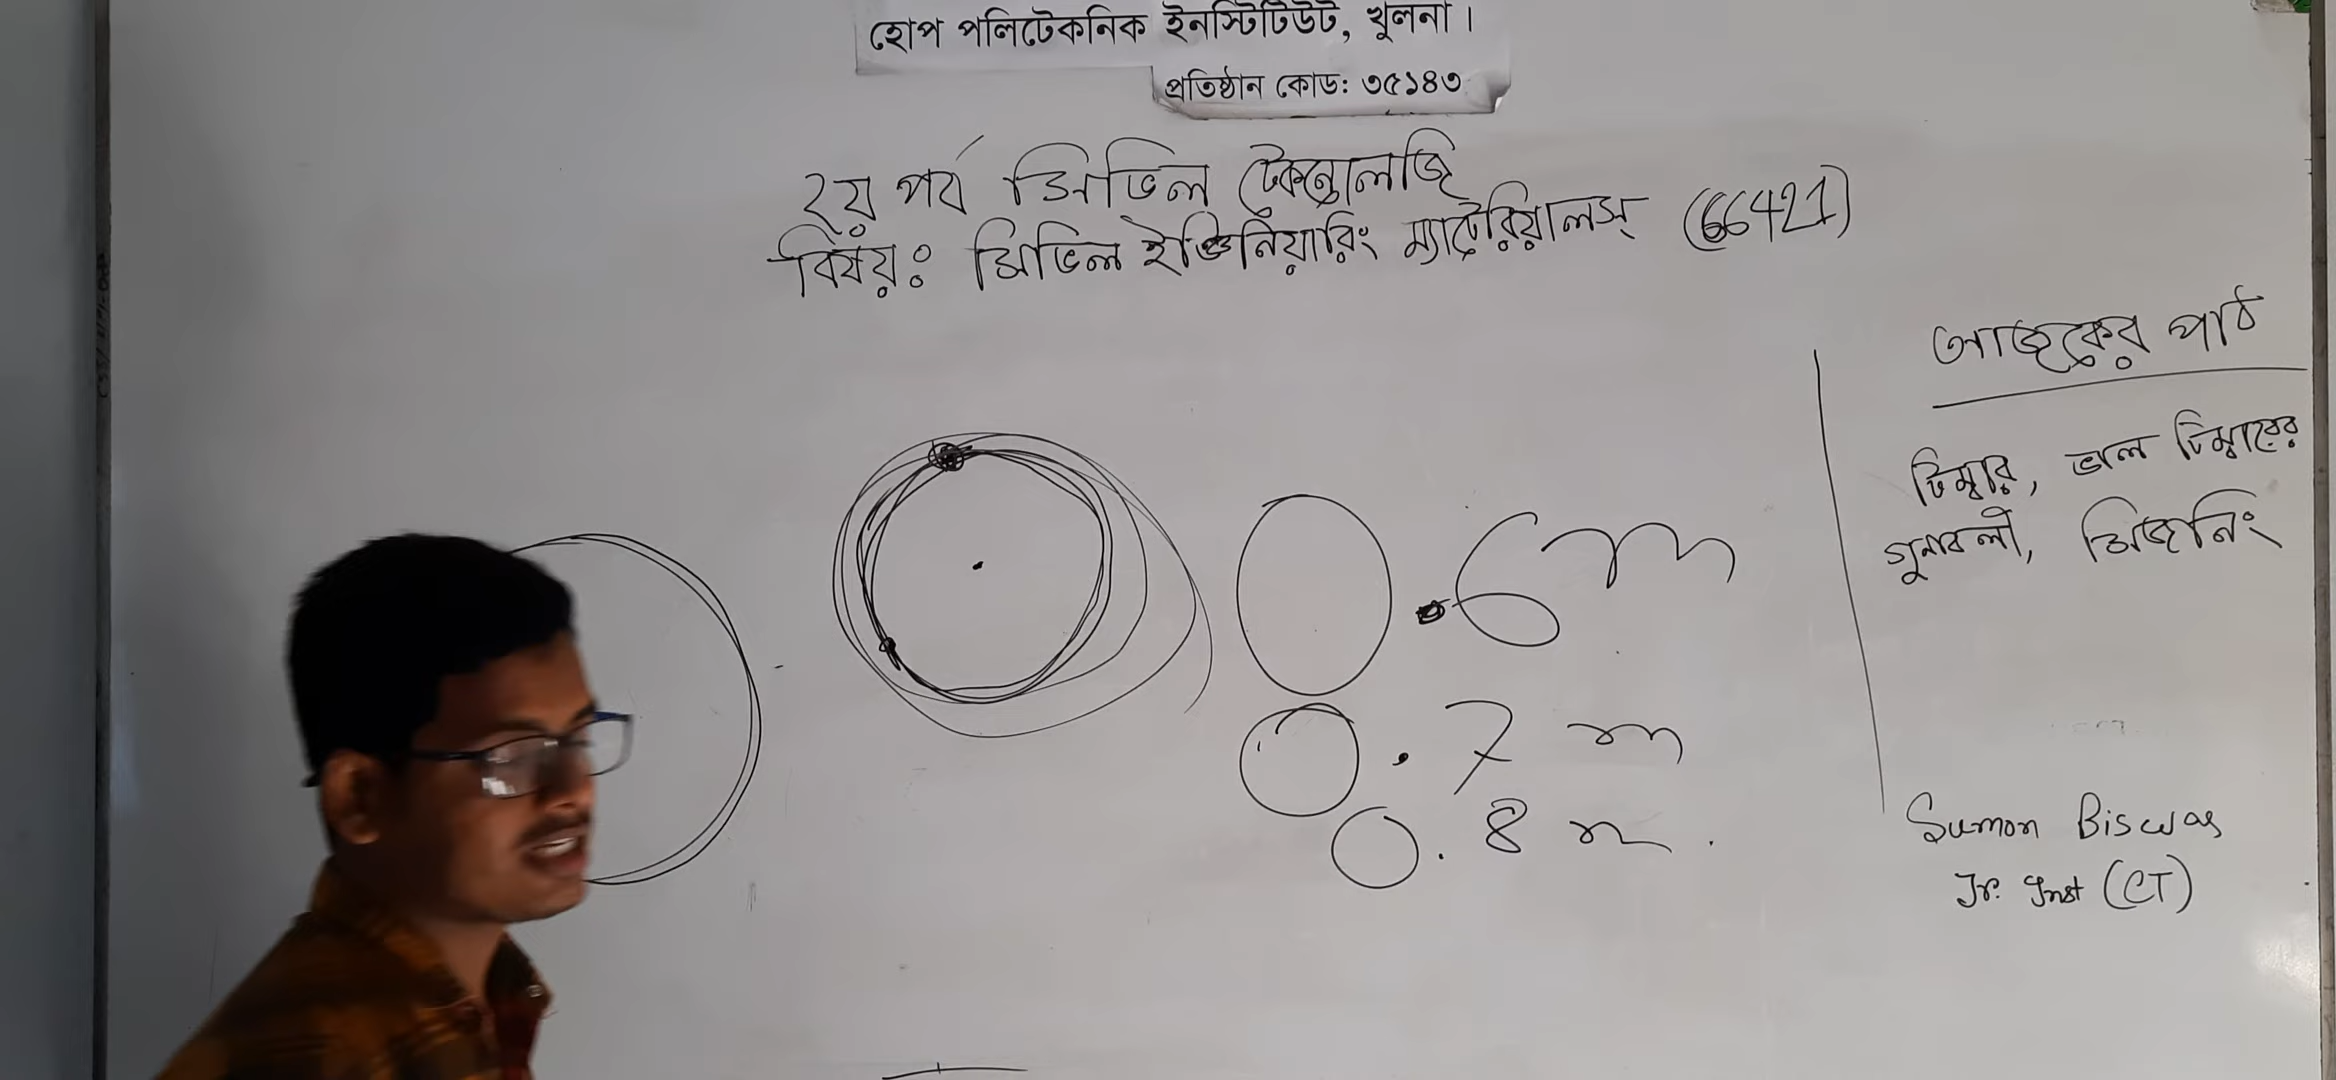 হোপ পলিটেকনিক ইনস্টিটিউট, খুলনা।
প্রতিষ্ঠান কোড: ৩৫১৪৩
২য় পর্ব সিভিল টেকনোলজি
বিষয়ঃ সিভিল ইঞ্জিনিয়ারিং ম্যাটেরিয়ালস্ (66421)
আজকের পাঠ
টিম্বার, ভাল টিম্বারের
গুনাবলী, সিজনিং
0.6m
0.7 m
0.8 m.
Sumon Biswas
Jr. Inst (CT)